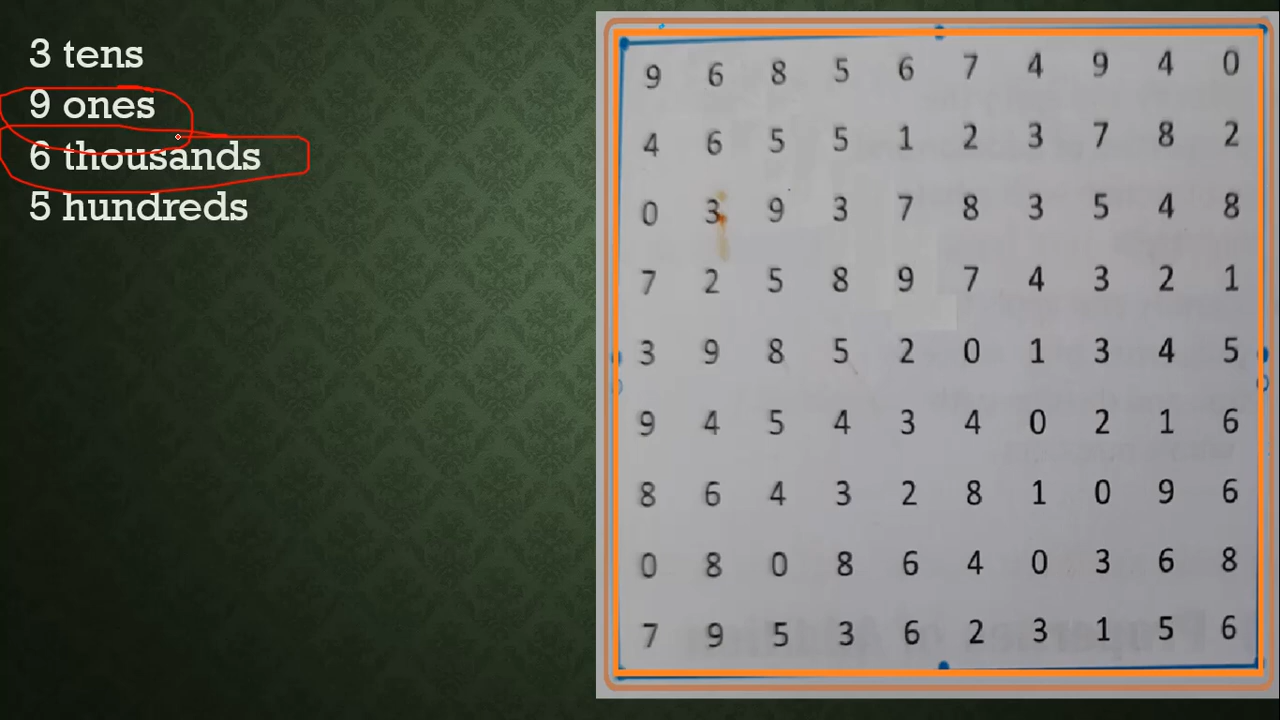 3 tens
9 ones
6 thousands
5 hundreds
9 6 8 5 6 7 4 9 4 0
4 6 5 5 1 2 3 7 8 2
0 3 9 3 7 8 3 5 4 8
7 2 5 8 9 7 4 3 2 1
3 9 8 5 2 0 1 3 4 5
9 4 5 4 3 4 0 2 1 6
8 6 4 3 2 8 1 0 9 6
0 8 0 8 6 4 0 3 6 8
7 9 5 3 6 2 3 1 5 6